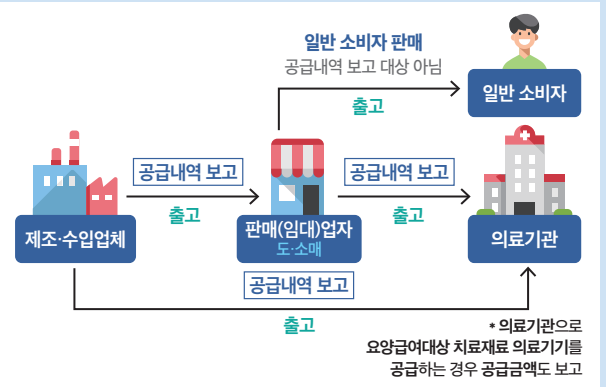 일반 소비자 판매
공급내역 보고 대상 아님
출고
일반 소비자
공급내역 보고
출고
공급내역 보고
출고
제조·수입업체
판매(임대)업자
도·소매
의료기관
공급내역 보고
출고
* 의료기관으로
요양급여대상 치료재료 의료기기를
공급하는 경우 공급금액도 보고